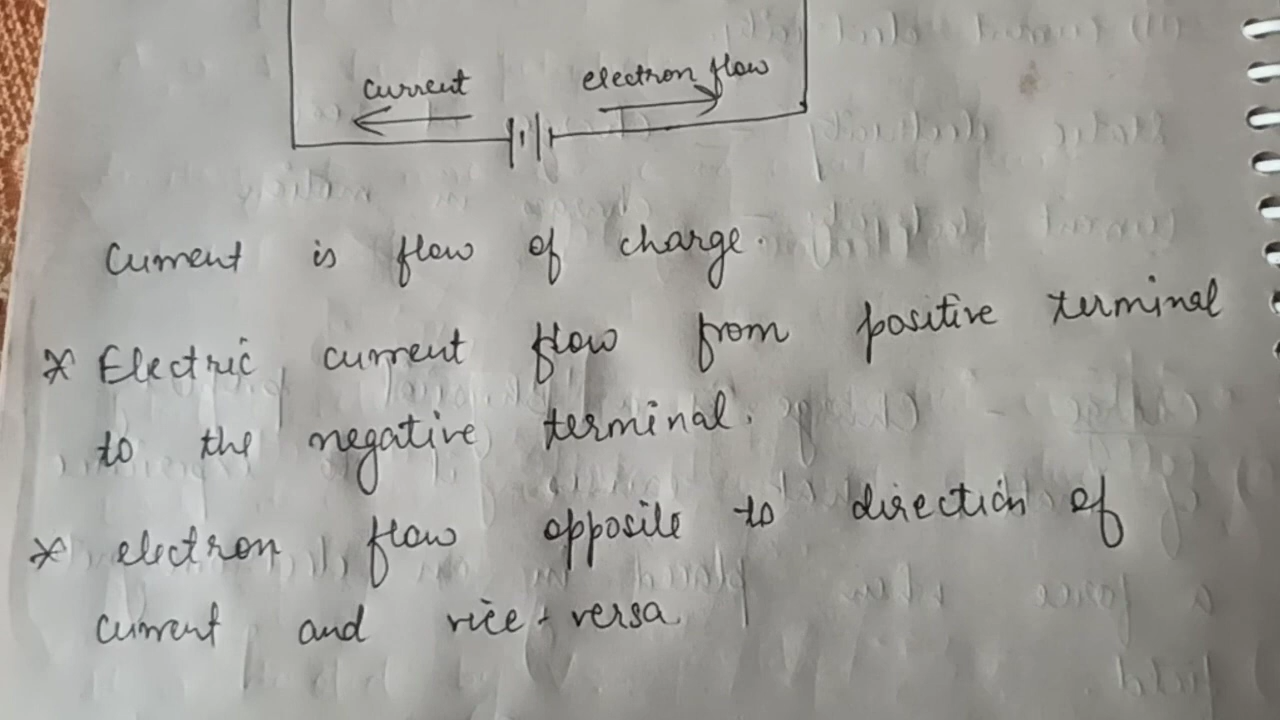 current
electron flow
Current is flow of charge.
* Electric current flow from positive terminal
to the negative terminal.
* electron flow opposite to direction of
current and vice-versa